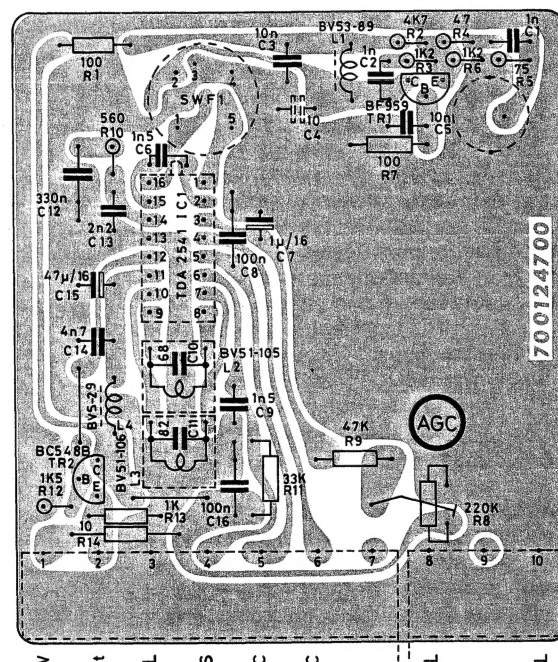 BV53-89
4K7
R2
47
R4
1n
C1
10n
C3
L1
1n
C2
1K2
R3
1K2
R6
75
R5
100
R1
2
3
SWF1
1
5
C E
B
BF959
TR1
10n
C5
10
C4
100
R7
560
R10
1n5
C6
330n
C12
2n2
C13
16
15
14
13
12
11
10
9
TDA 2541 IC1
1
2
3
4
5
6
7
8
1µ/16
C7
100n
C8
47µ/16
C15
4n7
C14
700124700
68
C10
BV51-105
L2
BV5-29
L4
82
C11
BV51-106
L3
1n5
C9
AGC
47K
R9
BC548B
TR2
C
B
E
1K5
R12
33K
R11
1K
R13
10
R14
100n
C16
220K
R8
1 2 3 4 5 6 7 8 9 10
V t L S C C L L